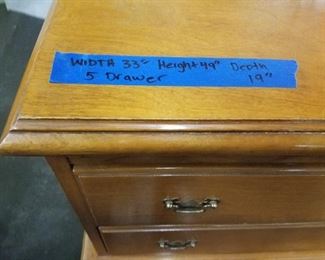 WIDTH 33" Height 49" Depth
5 Drawer 19"